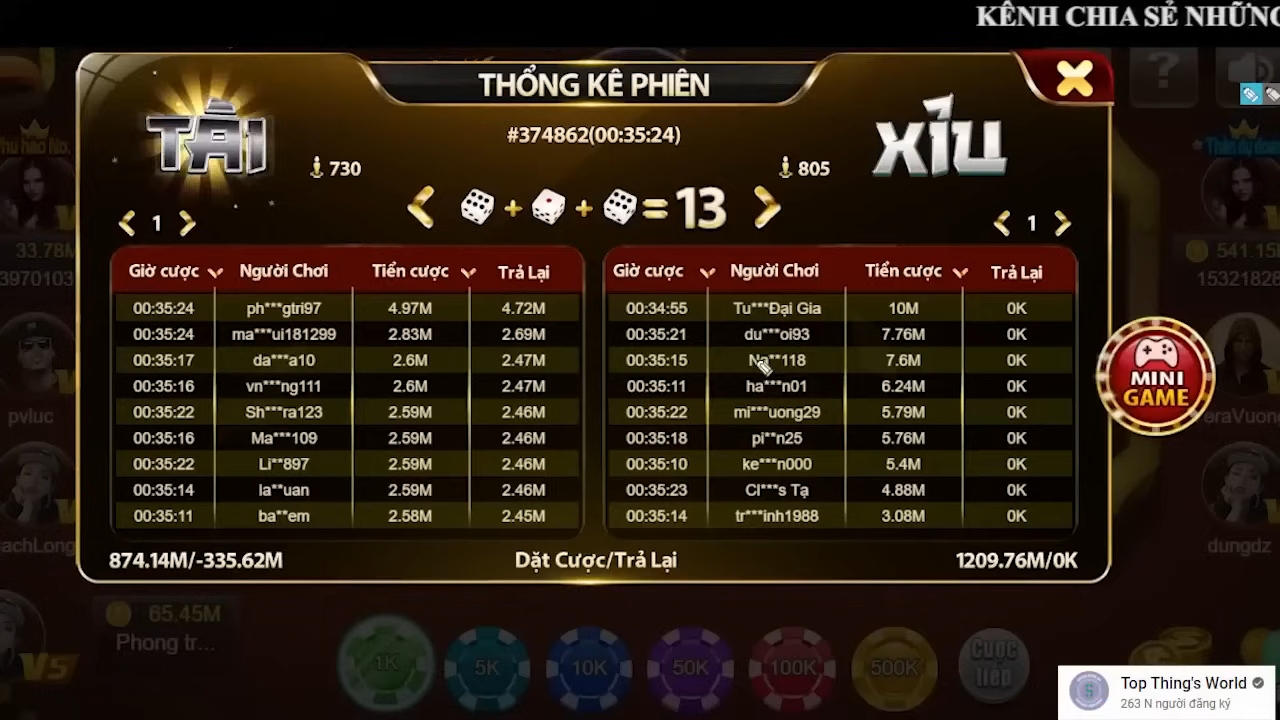 KÊNH CHIA SẺ NHỮNG
THỐNG KÊ PHIÊN
TÀI
XỈU
#374862(00:35:24)
730
805
+ + = 13
1
1
Giờ cược Người Chơi Tiền cược Trả Lại
00:35:24 ph***gtri97 4.97M 4.72M
00:35:24 ma***ui181299 2.83M 2.69M
00:35:17 da***a10 2.6M 2.47M
00:35:16 vn***ng111 2.6M 2.47M
00:35:22 Sh***ra123 2.59M 2.46M
00:35:16 Ma***109 2.59M 2.46M
00:35:22 Li**897 2.59M 2.46M
00:35:14 la**uan 2.59M 2.46M
00:35:11 ba**em 2.58M 2.45M
Giờ cược Người Chơi Tiền cược Trả Lại
00:34:55 Tu***Đại Gia 10M 0K
00:35:21 du***oi93 7.76M 0K
00:35:15 Na**118 7.6M 0K
00:35:11 ha***n01 6.24M 0K
00:35:22 mi***uong29 5.79M 0K
00:35:18 pi**n25 5.76M 0K
00:35:10 ke***n000 5.4M 0K
00:35:23 Cl***s Tạ 4.88M 0K
00:35:14 tr***inh1988 3.08M 0K
874.14M/-335.62M
Dặt Cược/Trả Lại
1209.76M/0K
33.78M
3970103
pvluc
541.15
15321826
MINI
GAME
dungdz
65.45M
Phong tr...
V5
1K
5K
10K
50K
100K
500K
Cược
tiếp
Top Thing's World
263 N người đăng ký